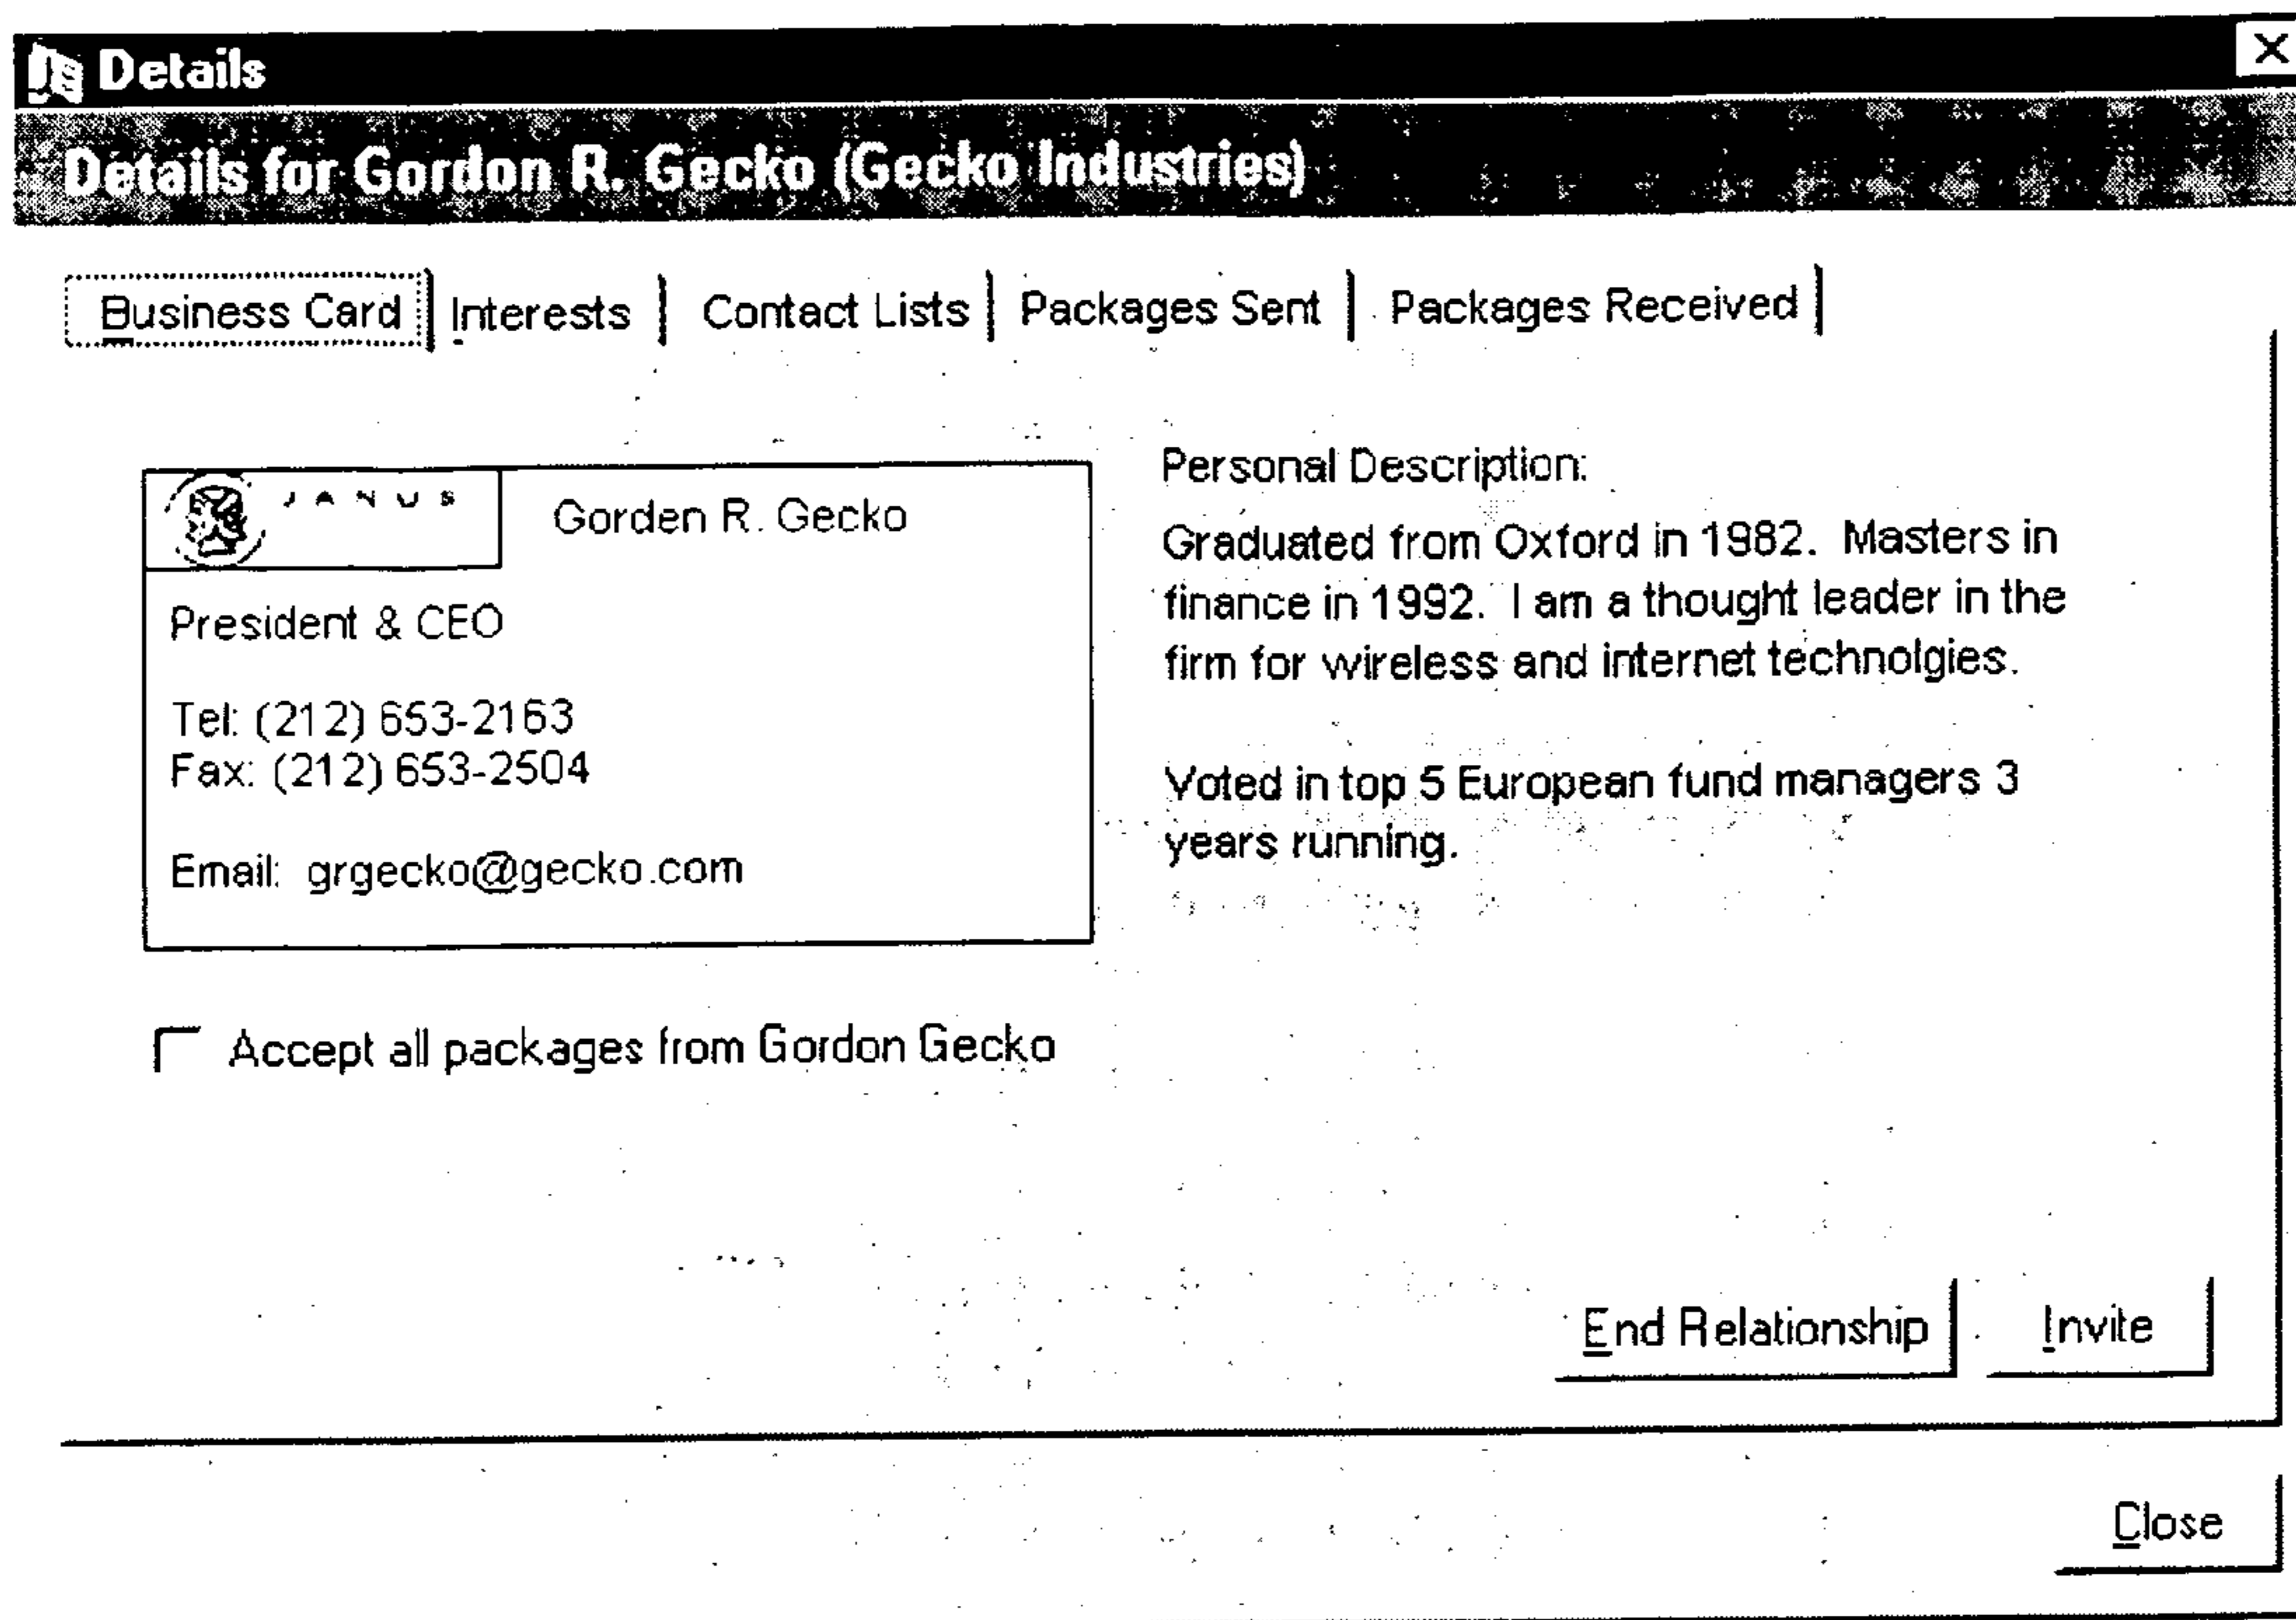 Details
Details for Gordon R. Gecko (Gecko Industries)
Business Card Interests Contact Lists Packages Sent Packages Received
JANUS
Gorden R. Gecko
President & CEO
Tel: (212) 653-2163
Fax: (212) 653-2504
Email: grgecko@gecko.com
Personal Description:
Graduated from Oxford in 1982. Masters in
finance in 1992. I am a thought leader in the
firm for wireless and internet technolgies.
Voted in top 5 European fund managers 3
years running.
Accept all packages from Gordon Gecko
End Relationship Invite
Close